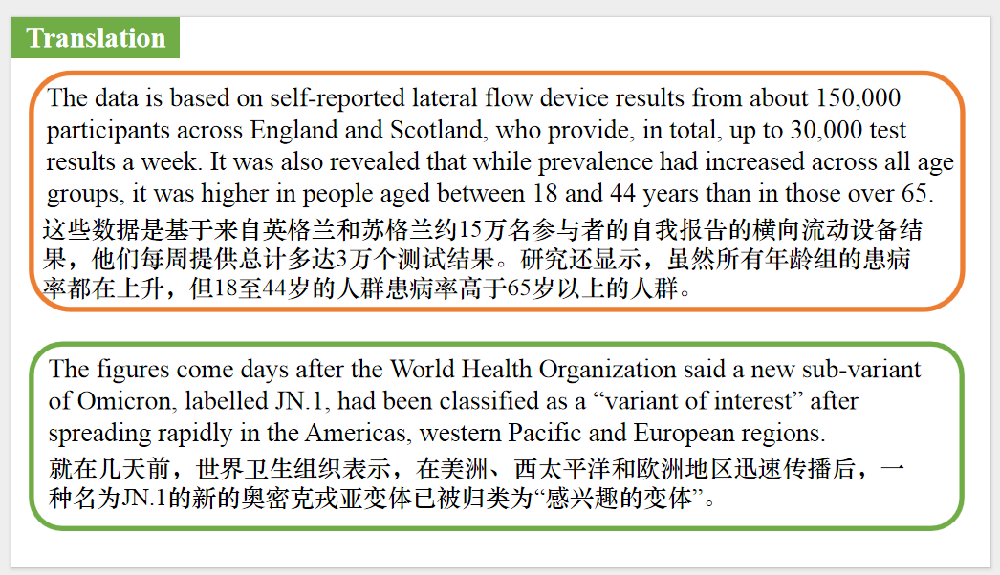 Translation
The data is based on self-reported lateral flow device results from about 150,000
participants across England and Scotland, who provide, in total, up to 30,000 test
results a week. It was also revealed that while prevalence had increased across all age
groups, it was higher in people aged between 18 and 44 years than in those over 65.
这些数据是基于来自英格兰和苏格兰约15万名参与者的自我报告的横向流动设备结
果，他们每周提供总计多达3万个测试结果。研究还显示，虽然所有年龄组的患病
率都在上升，但18至44岁的人群患病率高于65岁以上的人群。
The figures come days after the World Health Organization said a new sub-variant
of Omicron, labelled JN.1, had been classified as a “variant of interest” after
spreading rapidly in the Americas, western Pacific and European regions.
就在几天前，世界卫生组织表示，在美洲、西太平洋和欧洲地区迅速传播后，一
种名为JN.1的新的奥密克戎亚变体已被归类为“感兴趣的变体”。